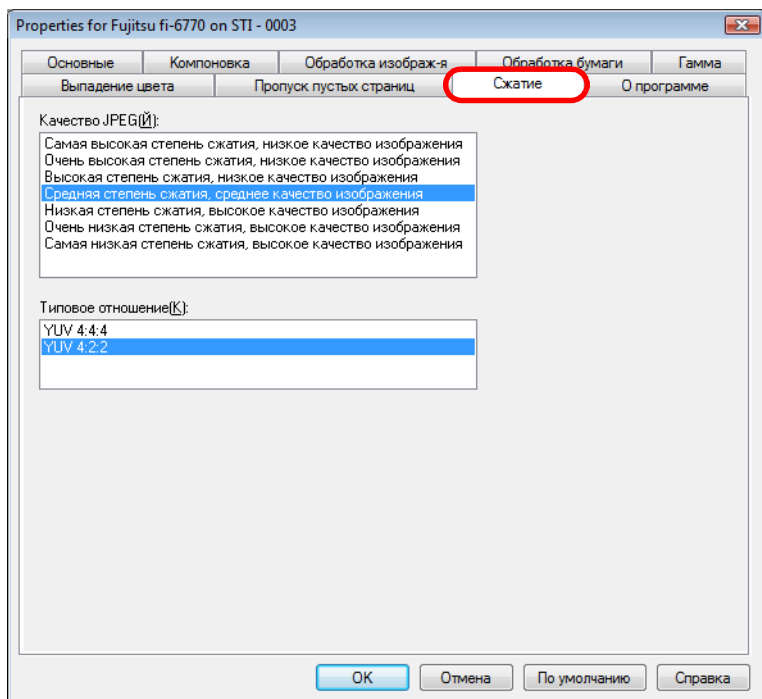 Properties for Fujitsu fi-6770 on STI - 0003
Основные Компоновка Обработка изображ-я Обработка бумаги Гамма
Выпадение цвета Пропуск пустых страниц Сжатие О программе
Качество JPEG(Й):
Самая высокая степень сжатия, низкое качество изображения
Очень высокая степень сжатия, низкое качество изображения
Высокая степень сжатия, низкое качество изображения
Средняя степень сжатия, среднее качество изображения
Низкая степень сжатия, высокое качество изображения
Очень низкая степень сжатия, высокое качество изображения
Самая низкая степень сжатия, высокое качество изображения
Типовое отношение(К):
YUV 4:4:4
YUV 4:2:2
OK Отмена По умолчанию Справка